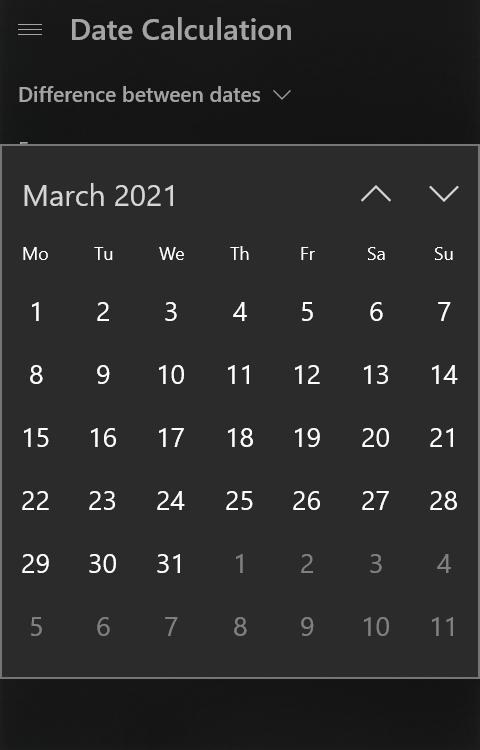 Date Calculation
Difference between dates
March 2021
Mo Tu We Th Fr Sa Su
1 2 3 4 5 6 7
8 9 10 11 12 13 14
15 16 17 18 19 20 21
22 23 24 25 26 27 28
29 30 31 1 2 3 4
5 6 7 8 9 10 11